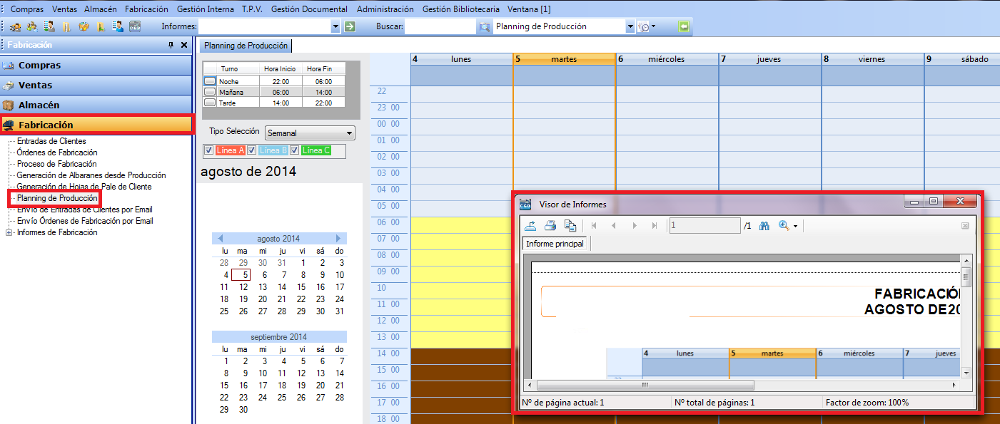 Compras Ventas Almacén Fabricación Gestión Interna T.P.V. Gestión Documental Administración Gestión Bibliotecaria Ventana [1]
Informes: Buscar: Planning de Producción
Fabricación
Compras
Ventas
Almacén
Fabricación
Entradas de Clientes
Órdenes de Fabricación
Proceso de Fabricación
Generación de Albaranes desde Producción
Generación de Hojas de Pale de Cliente
Planning de Producción
Envío de Entradas de Clientes por Email
Envío Órdenes de Fabricación por Email
Informes de Fabricación
Planning de Producción
Turno Hora Inicio Hora Fin
Noche 22:00 06:00
Mañana 06:00 14:00
Tarde 14:00 22:00
Tipo Selección Semanal
Línea A Línea B Línea C
agosto de 2014
agosto 2014
lu ma mi ju vi sá do
28 29 30 31 1 2 3
4 5 6 7 8 9 10
11 12 13 14 15 16 17
18 19 20 21 22 23 24
25 26 27 28 29 30 31
septiembre 2014
lu ma mi ju vi sá do
1 2 3 4 5 6 7
8 9 10 11 12 13 14
15 16 17 18 19 20 21
22 23 24 25 26 27 28
29 30
4 lunes 5 martes 6 miércoles 7 jueves 8 viernes 9 sábado
22
23 00
00 00
01 00
02 00
03 00
04 00
05 00
06 00
07 00
08 00
09 00
10
11 00
12 00
13 00
14 00
15 00
16 00
17 00
18 00
CGD
Visor de Informes
1 /1
Informe principal
FABRICACIÓN
AGOSTO DE20
4 lunes 5 martes 6 miércoles 7 jueves
Nº de página actual: 1 Nº total de páginas: 1 Factor de zoom: 100%